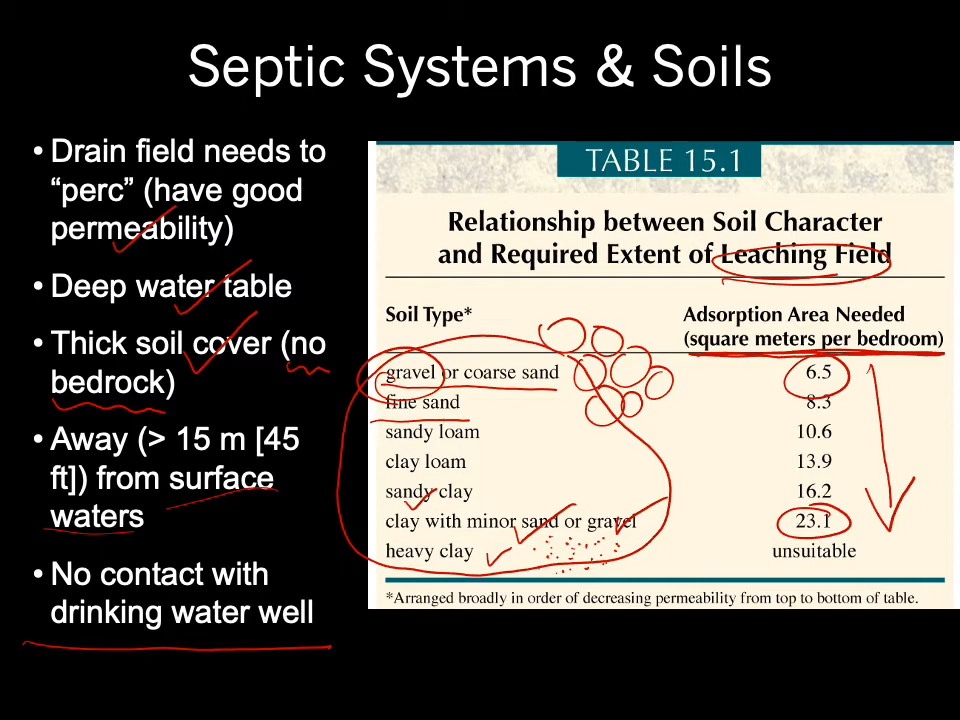 Septic Systems & Soils
• Drain field needs to
“perc” (have good
permeability)
• Deep water table
• Thick soil cover (no
bedrock)
• Away (> 15 m [45
ft]) from surface
waters
• No contact with
drinking water well
TABLE 15.1
Relationship between Soil Character
and Required Extent of Leaching Field
Soil Type* Adsorption Area Needed
(square meters per bedroom)
gravel or coarse sand 6.5
fine sand 8.3
sandy loam 10.6
clay loam 13.9
sandy clay 16.2
clay with minor sand or gravel 23.1
heavy clay unsuitable
*Arranged broadly in order of decreasing permeability from top to bottom of table.